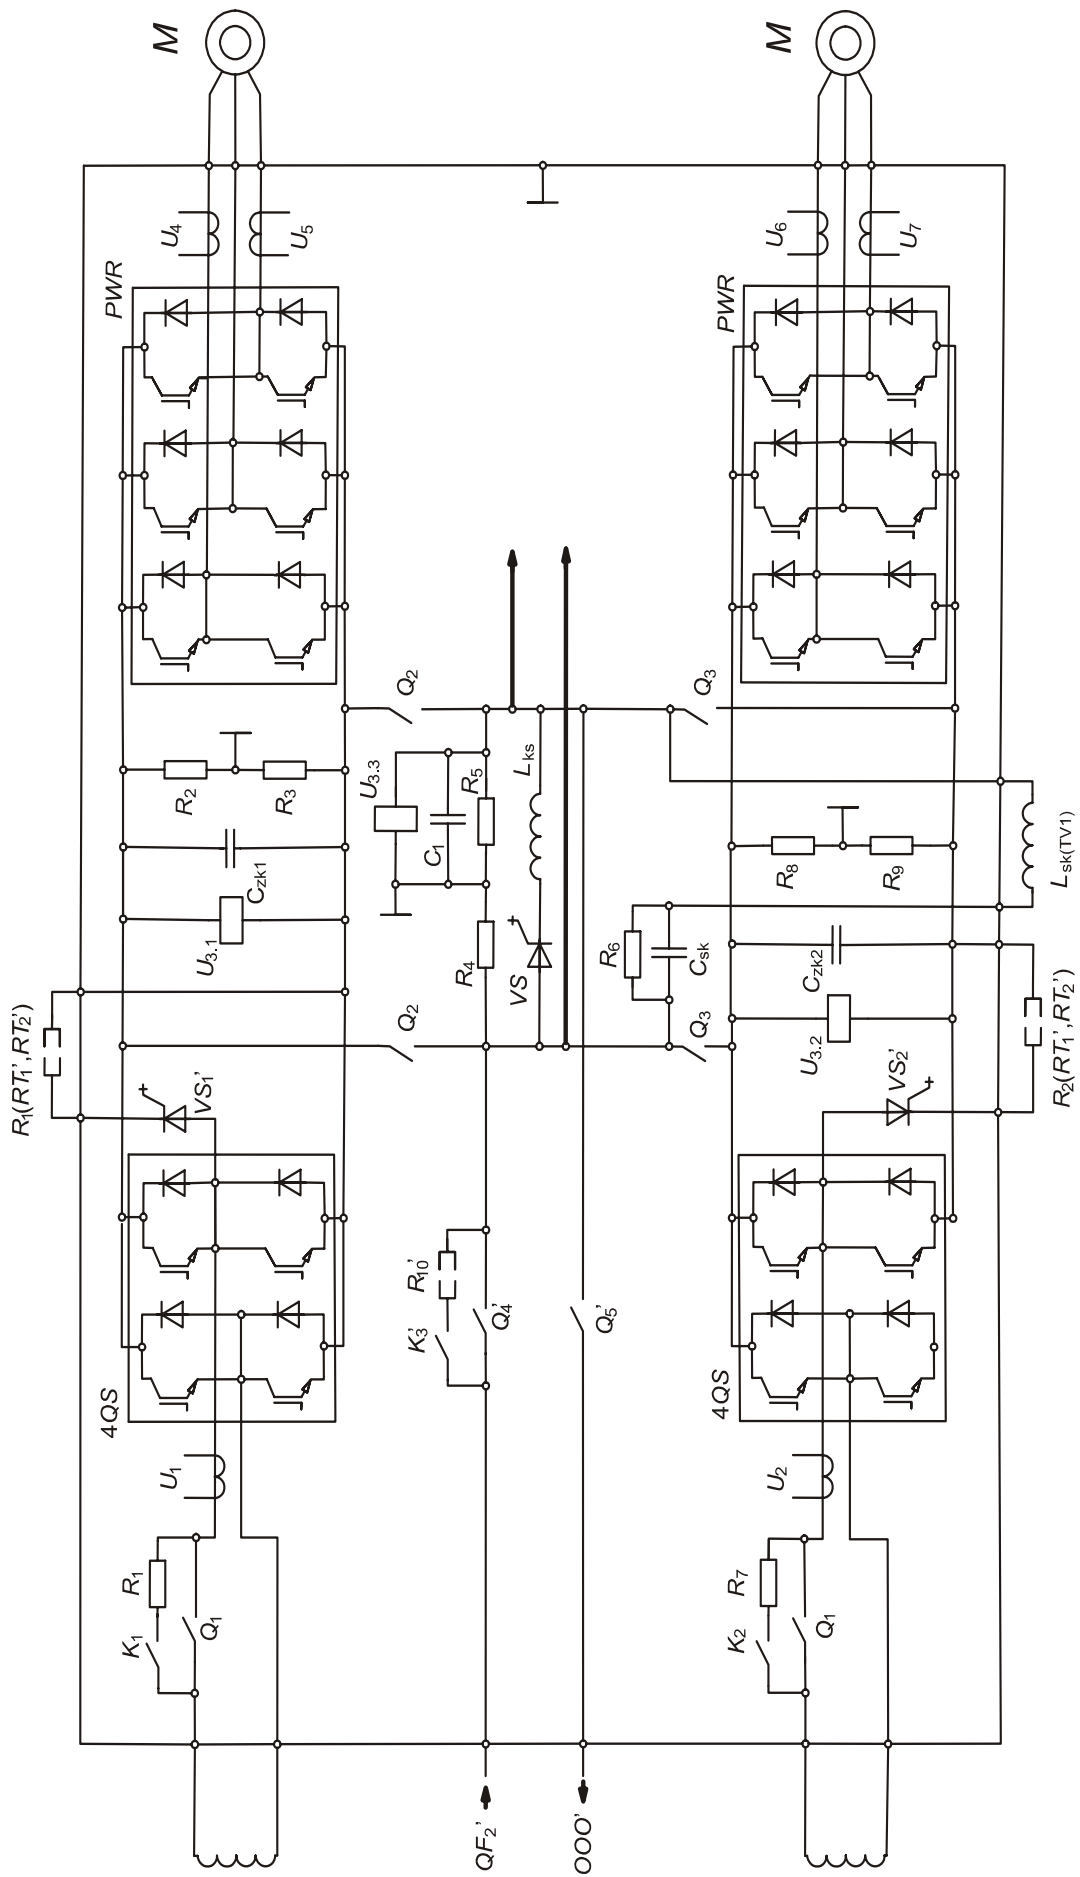 M
M
U4
U5
U6
U7
PWR
PWR
Q2
Q3
R2
R3
U3.3
C1
R5
Lks
Czk1
U3.1
R4
VS
R6
Csk
R8
R9
Lsk(TV1)
Czk2
U3.2
R1(RT1',RT2')
Q2
Q3
VS1'
VS2'
R2(RT1',RT2')
R10'
K3'
Q4'
Q5'
4QS
4QS
U1
U2
R1
K1
Q1
R7
K2
Q1
QF2'
OOO'